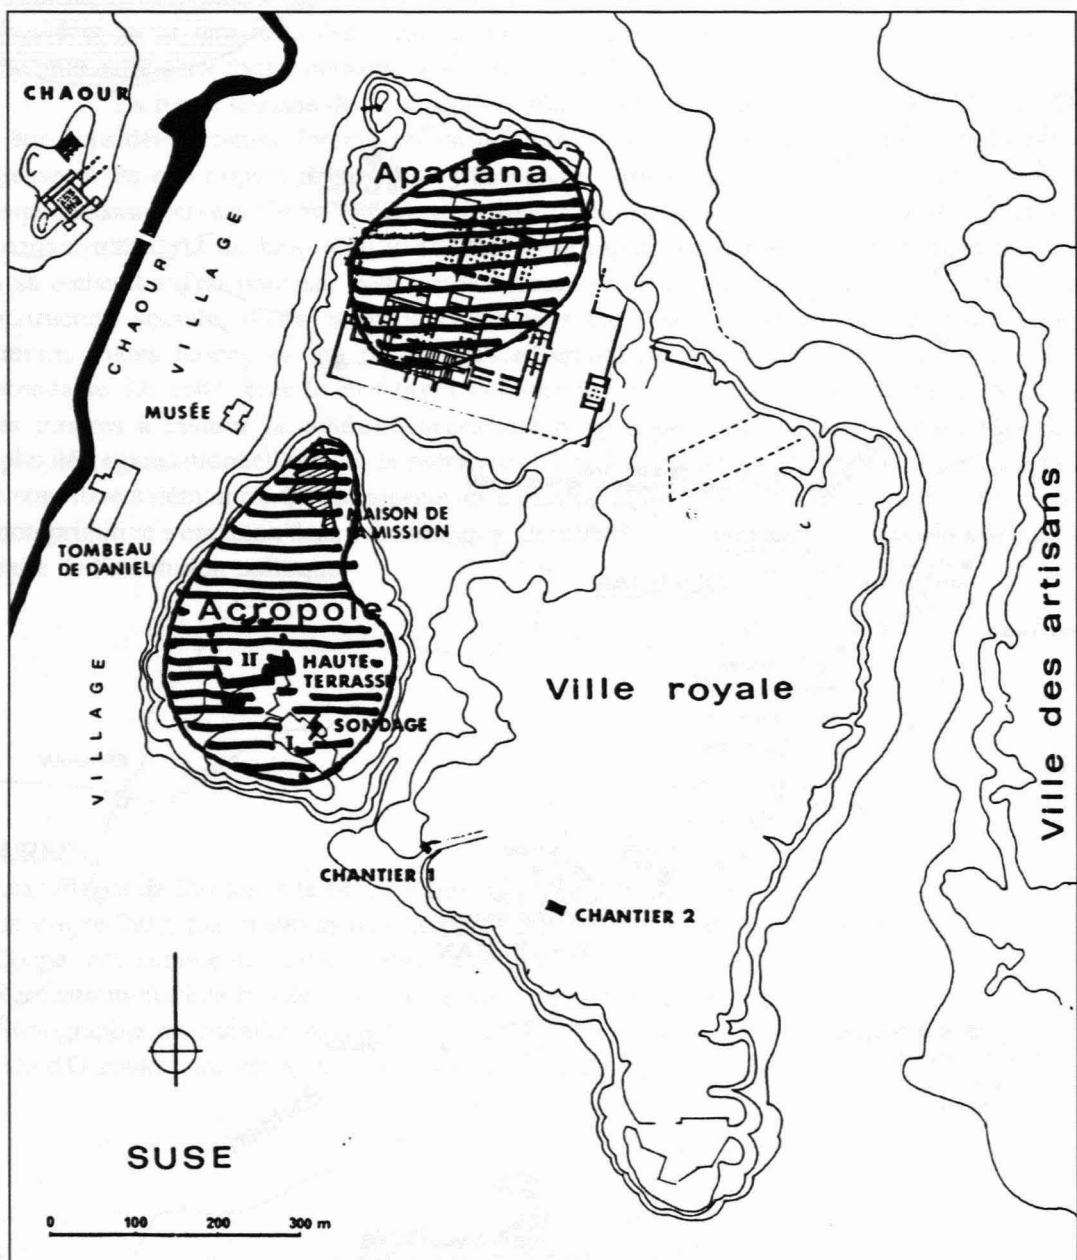 CHAOUR
Apadana
CHAOUR
VILLAGE
MUSÉE
MAISON DE
LA MISSION
TOMBEAU
DE DANIEL
Acropole
II
HAUTE
TERRASSE
SONDAGE
I
VILLAGE
Ville royale
Ville des artisans
CHANTIER 1
CHANTIER 2
SUSE
0 100 200 300 m